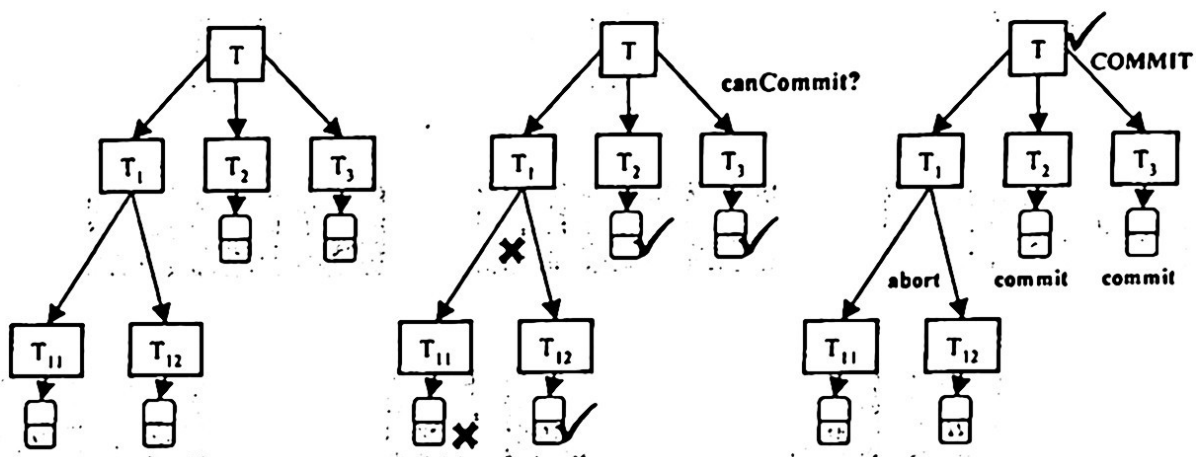 T T T
canCommit? COMMIT
T₁ T₂ T₃ T₁ T₂ T₃ T₁ T₂ T₃
abort commit commit
T₁₁ T₁₂ T₁₁ T₁₂ T₁₁ T₁₂